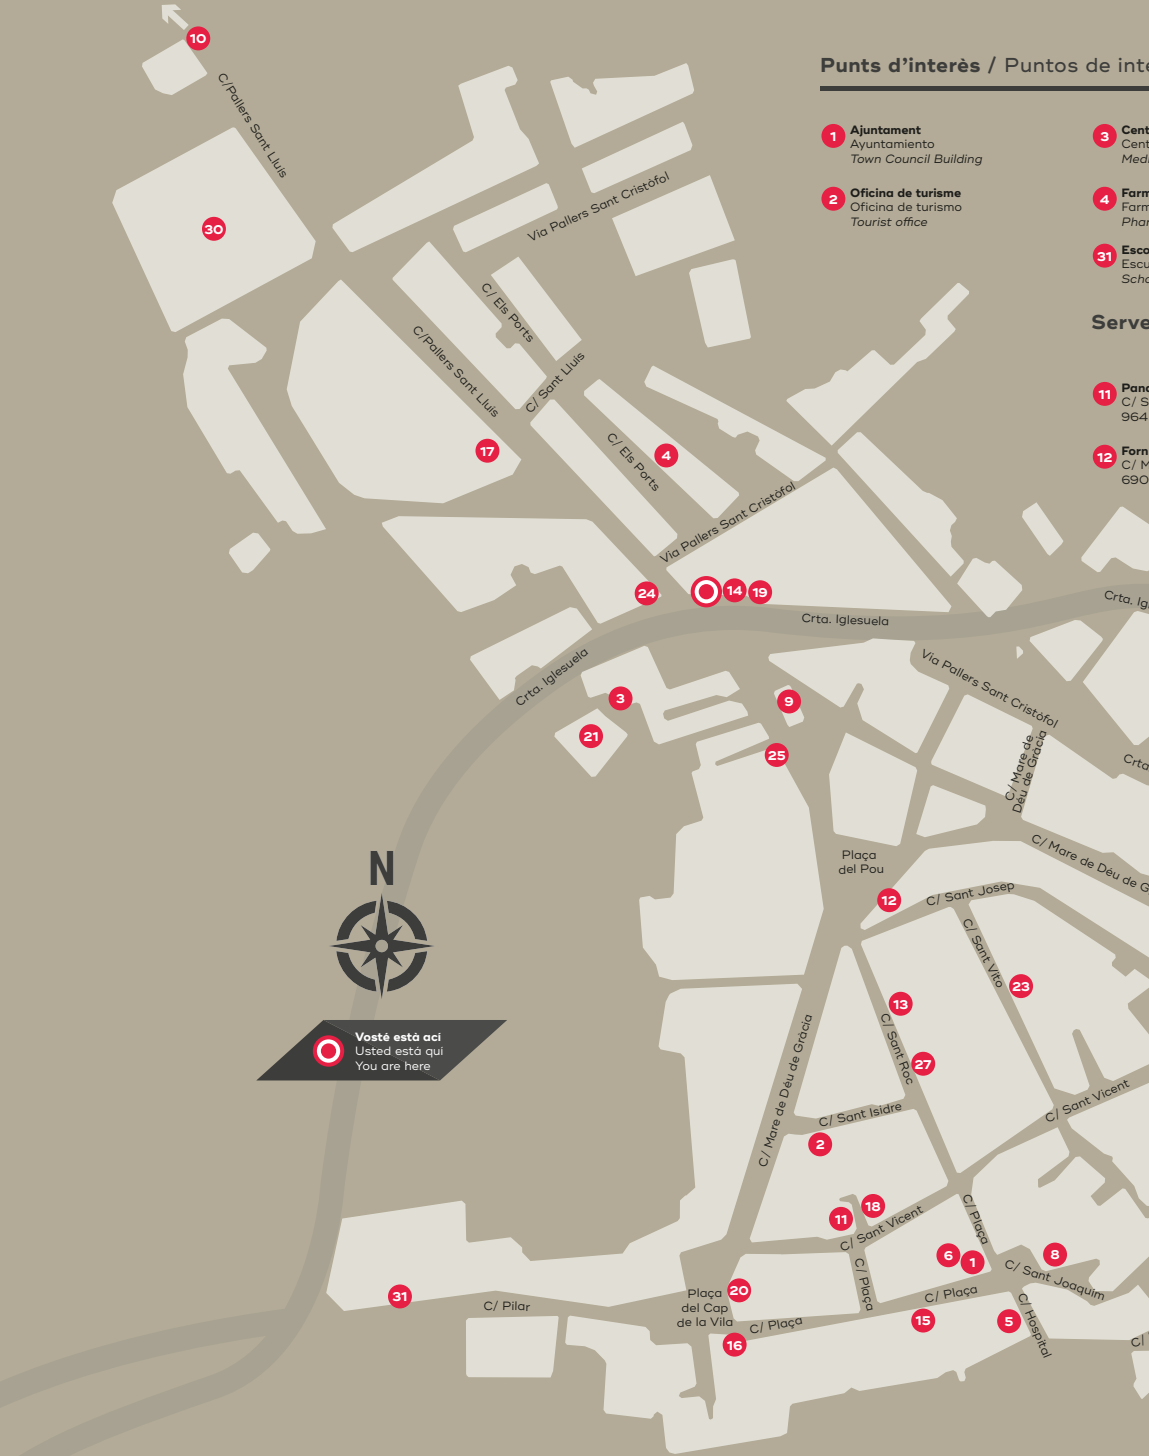 10
C/Pallers Sant Lluis
30
Via Pallers Sant Cristòfol
C/ Els Ports
C/Pallers Sant Lluis
C/ Sant Lluis
17
C/ Els Ports
4
Via Pallers Sant Cristòfol
24
14
19
Crta. Iglesuela
Crta. Ig
Crta. Iglesuela
Via Pallers Sant Cristófol
3
21
9
25
C/ Mare de
Déu de Gràcia
Crta
C/ Mare de Déu de G
Plaça
del Pou
12
C/ Sant Josep
C/ Sant Vito
23
13
C/ Sant Roc
27
C/ Mare de Déu de Gràcia
C/ Sant Isidre
C/ Sant Vicent
2
11
18
C/ Sant Vicent
C/ Plaça
C/ Plaça
6
1
8
C/ Sant Joaquim
C/ Plaça
C/ Hospital
31
C/ Pilar
Plaça
del Cap
de la Vila
20
C/ Plaça
16
15
5
C/
N
Vosté està ací
Usted está qui
You are here
Punts d'interès / Puntos de inte
1
Ajuntament
Ayuntamiento
Town Council Building
2
Oficina de turisme
Oficina de turismo
Tourist office
3
Cent
Cent
Medi
4
Farm
Farm
Phar
31
Esco
Escu
Scho
Serve
11
Pana
C/ S
964
12
Forn
C/ M
690